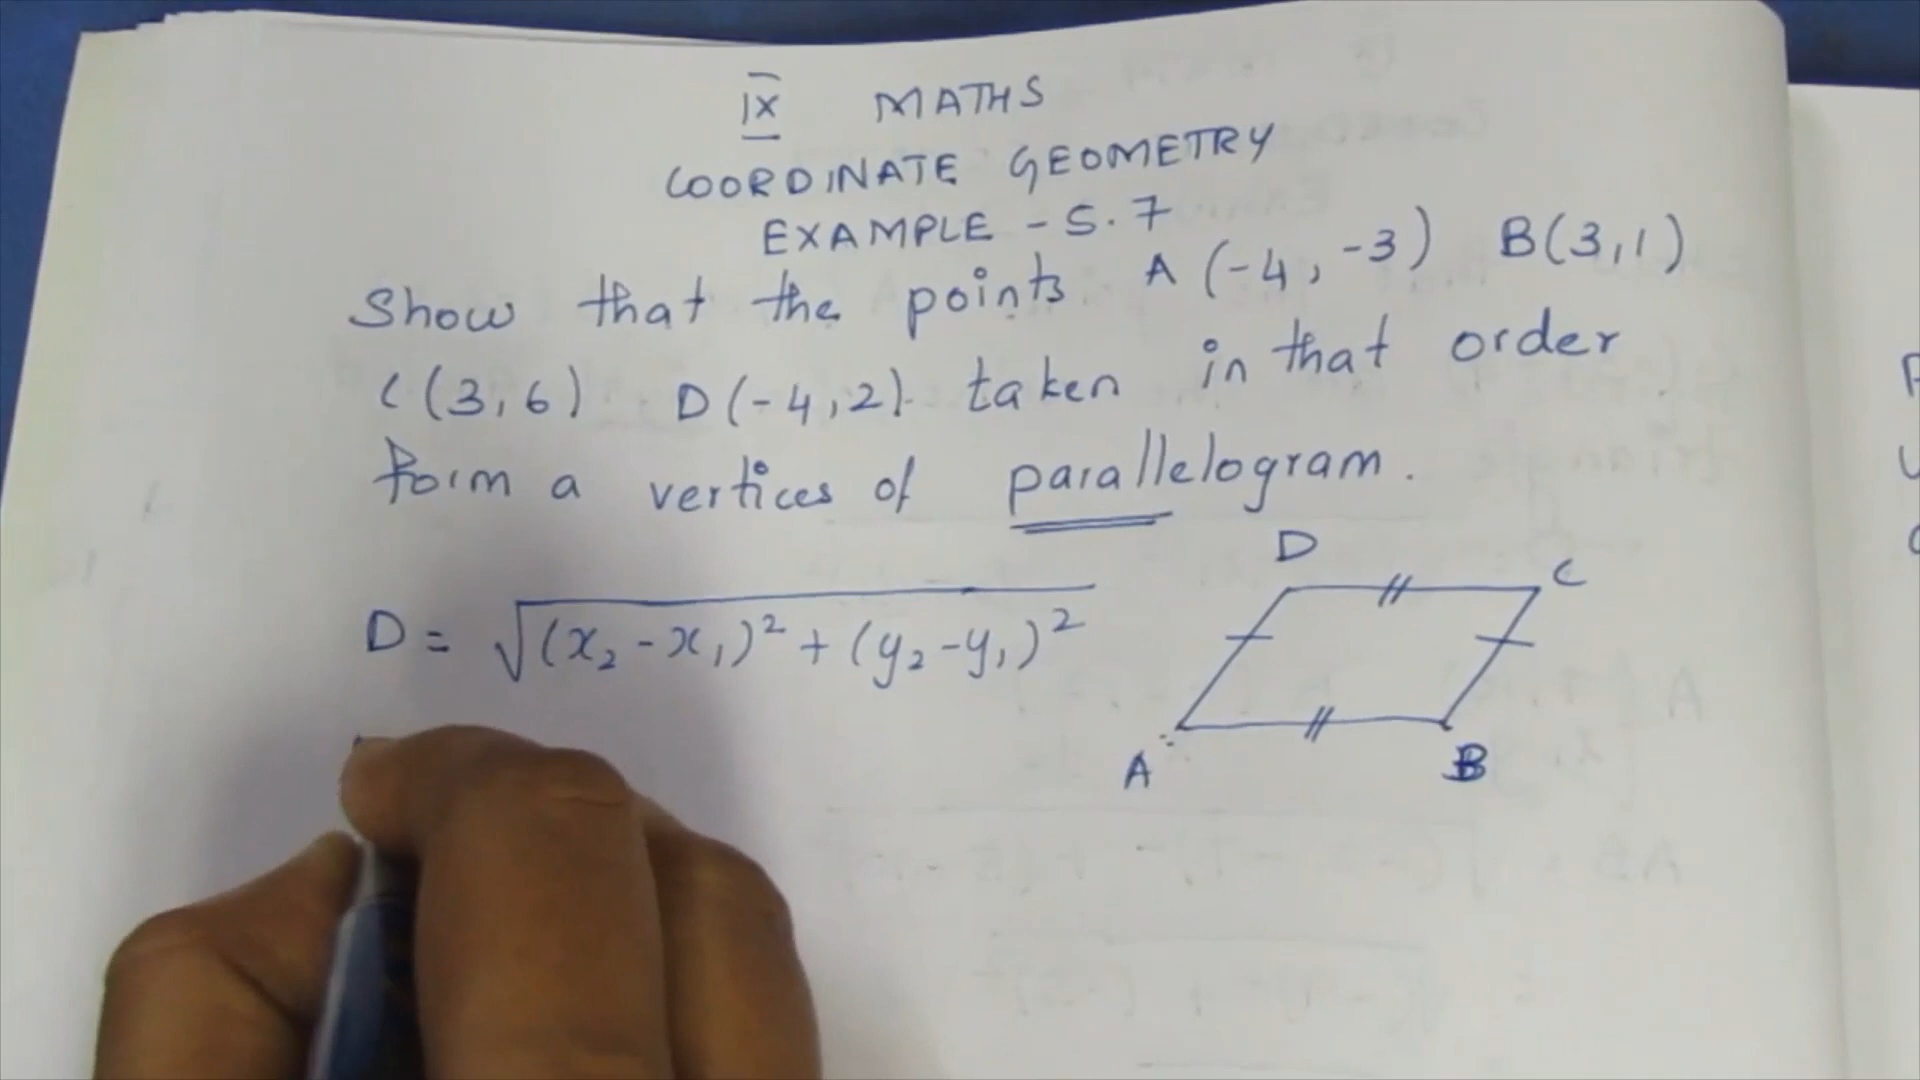 IX MATHS
COORDINATE GEOMETRY
EXAMPLE - 5.7
Show that the points A (-4, -3) B(3,1)
C (3,6) D(-4,2). taken in that order
form a vertices of parallelogram.
D = √(x₂-x₁)² + (y₂-y₁)²
D C
A B